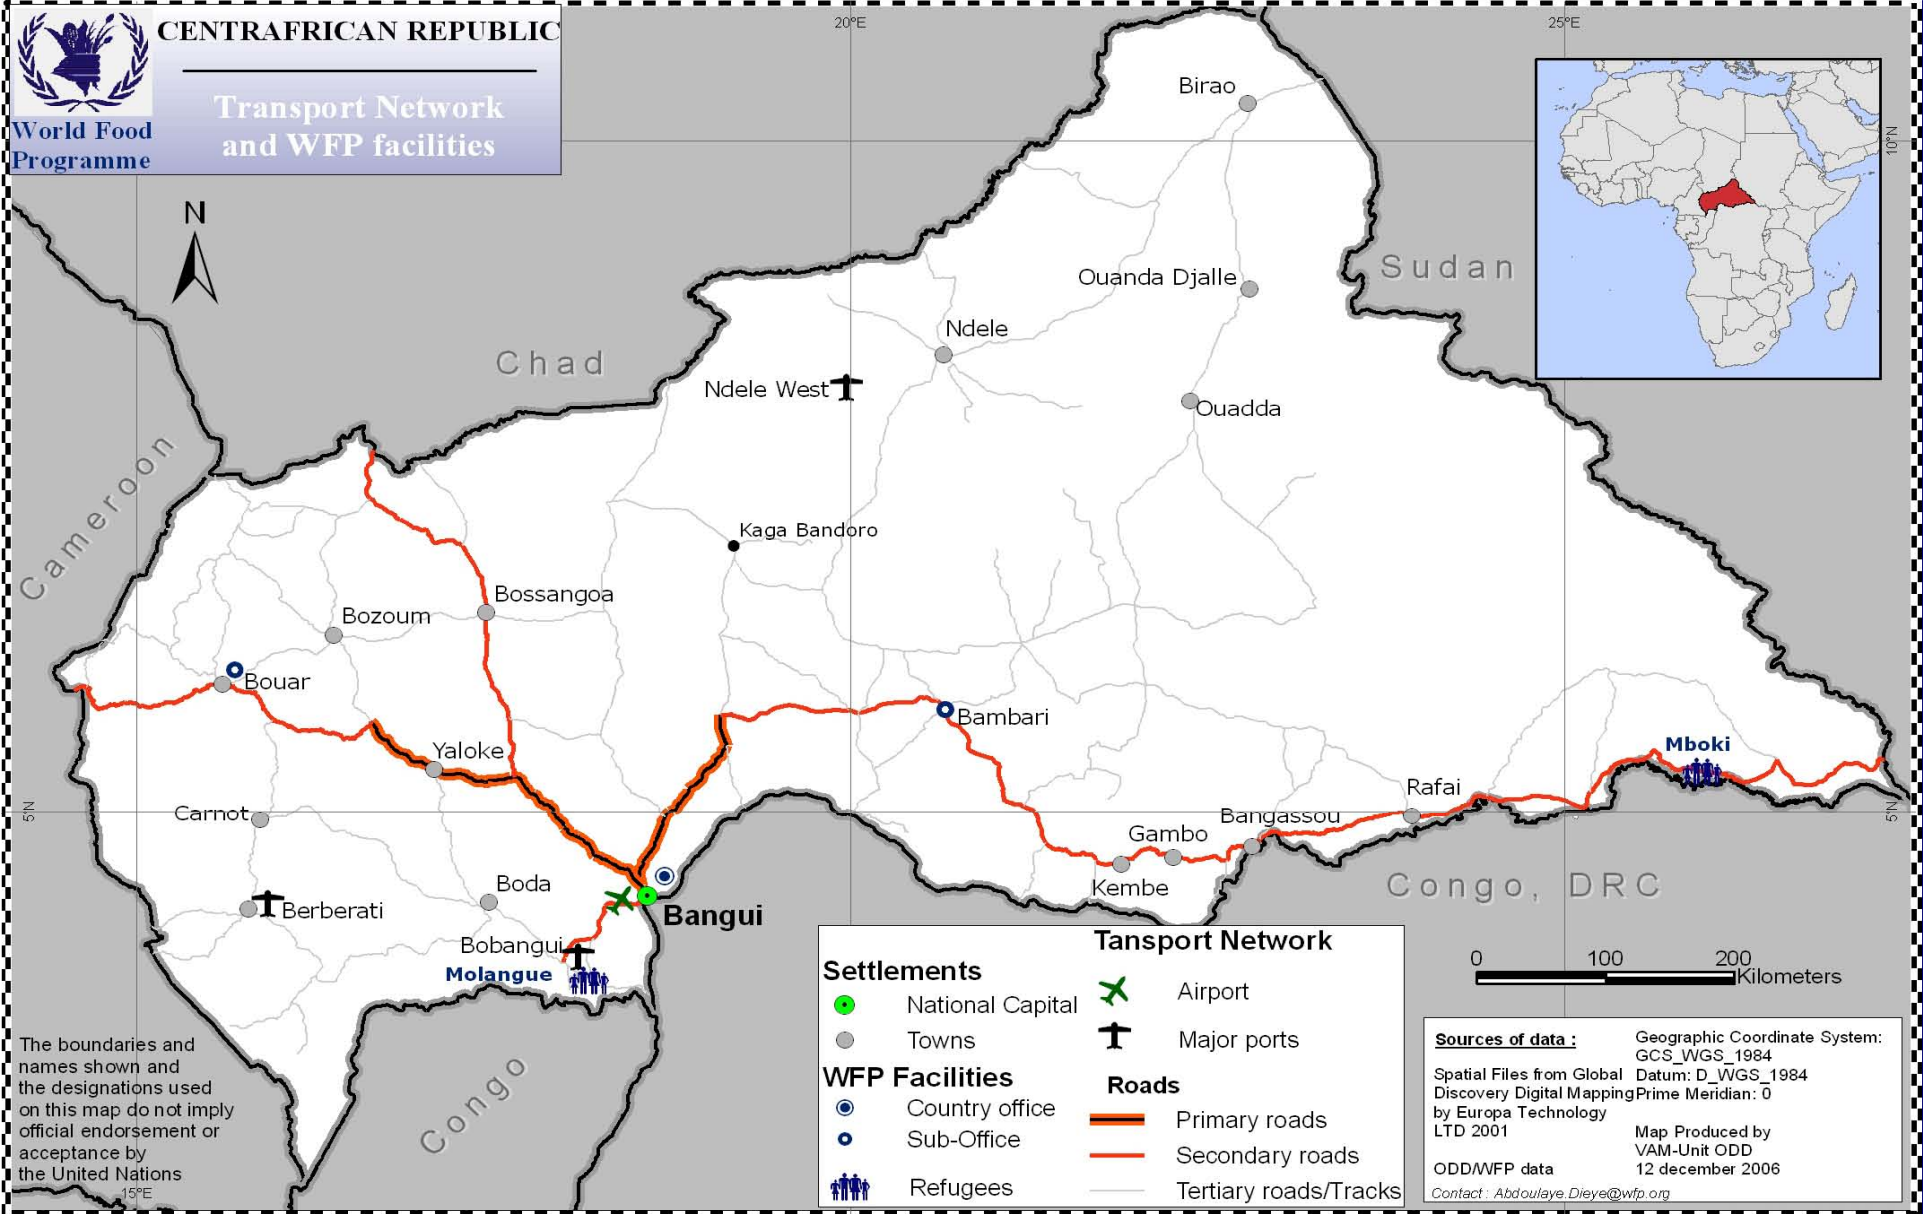 CENTRAFRICAN REPUBLIC
Transport Network
and WFP facilities
World Food
Programme
20°E
25°E
10°N
N
Birao
Sudan
Ouanda Djalle
Ndele
Chad
Ndele West
Ouadda
Cameroon
Kaga Bandoro
Bossangoa
Bozoum
Bouar
Bambari
Yaloke
Mboki
Rafai
Carnot
5°N
5°N
Bangassou
Gambo
Kembe
Congo, DRC
Boda
Berberati
Bangui
Bobangui
Molangue
Congo
15°E
The boundaries and
names shown and
the designations used
on this map do not imply
official endorsement or
acceptance by
the United Nations
Settlements
National Capital
Towns
WFP Facilities
Country office
Sub-Office
Refugees
Tansport Network
Airport
Major ports
Roads
Primary roads
Secondary roads
Tertiary roads/Tracks
0 100 200
Kilometers
Sources of data :
Spatial Files from Global
Discovery Digital Mapping
by Europa Technology
LTD 2001
ODD/WFP data
Geographic Coordinate System:
GCS_WGS_1984
Datum: D_WGS_1984
Prime Meridian: 0
Map Produced by
VAM-Unit ODD
12 december 2006
Contact : Abdoulaye.Dieye@wfp.org